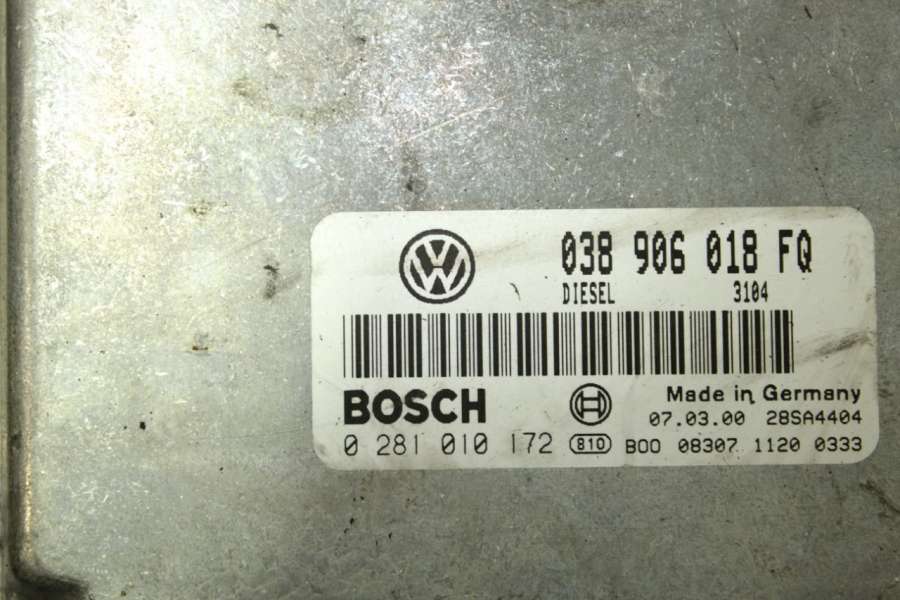 038 906 018 FQ
DIESEL 3104
BOSCH
Made in Germany
07.03.00 28SA4404
0 281 010 172 810 B00 08307 1120 0333